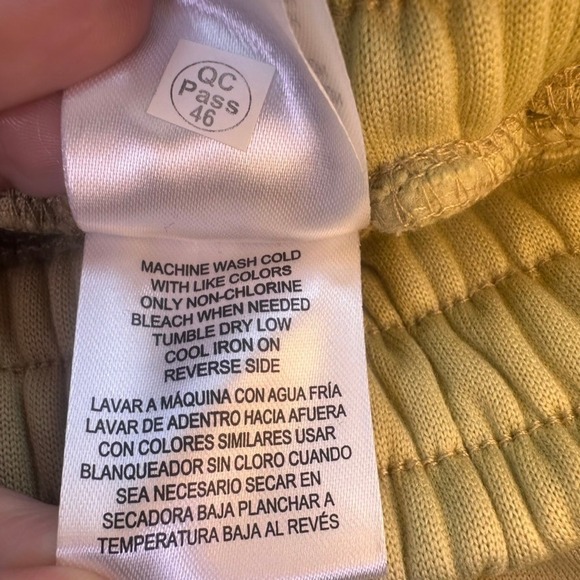 QC
Pass
46
MACHINE WASH COLD
WITH LIKE COLORS
ONLY NON-CHLORINE
BLEACH WHEN NEEDED
TUMBLE DRY LOW
COOL IRON ON
REVERSE SIDE
LAVAR A MÁQUINA CON AGUA FRÍA
LAVAR DE ADENTRO HACIA AFUERA
CON COLORES SIMILARES USAR
BLANQUEADOR SIN CLORO CUANDO
SEA NECESARIO SECAR EN
SECADORA BAJA PLANCHAR A
TEMPERATURA BAJA AL REVÉS